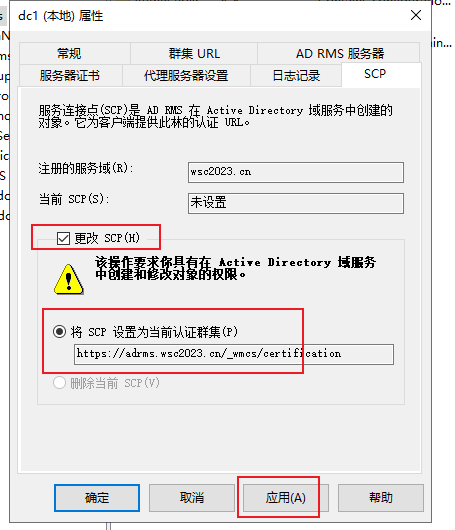 dc1 (本地) 属性
常规
群集 URL
AD RMS 服务器
服务器证书
代理服务器设置
日志记录
SCP
服务连接点(SCP)是 AD RMS 在 Active Directory 域服务中创建的
对象。它为客户端提供此林的认证 URL。
注册的服务域(R):
wsc2023.cn
当前 SCP(S):
未设置
更改 SCP(H)
该操作要求你具有在 Active Directory 域服务
中创建和修改对象的权限。
将 SCP 设置为当前认证群集(P)
https://adrms.wsc2023.cn/_wmcs/certification
删除当前 SCP(V)
确定
取消
应用(A)
帮助